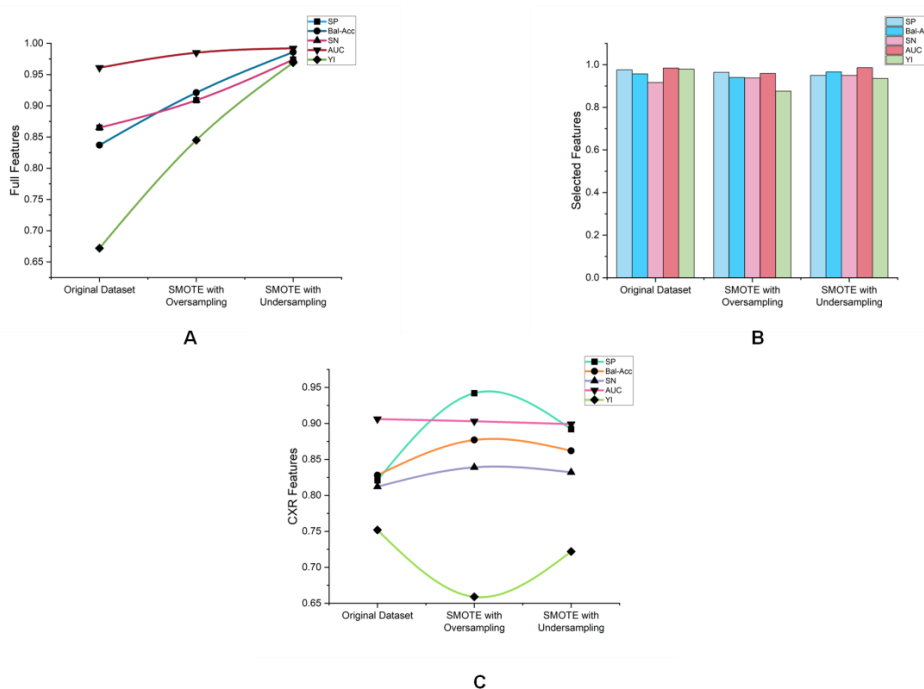 SP
Bal-Acc
SN
AUC
YI
1.00
0.95
0.90
0.85
0.80
0.75
0.70
0.65
Full Features
Original Dataset
SMOTE with
Oversampling
SMOTE with
Undersampling
A
SP
Bal-A
SN
AUC
YI
1.0
0.8
0.6
0.4
0.2
0.0
Selected Features
Original Dataset
SMOTE with
Oversampling
SMOTE with
Undersampling
B
SP
Bal-Acc
SN
AUC
YI
0.95
0.90
0.85
0.80
0.75
0.70
0.65
CXR Features
Original Dataset
SMOTE with
Oversampling
SMOTE with
Undersampling
C